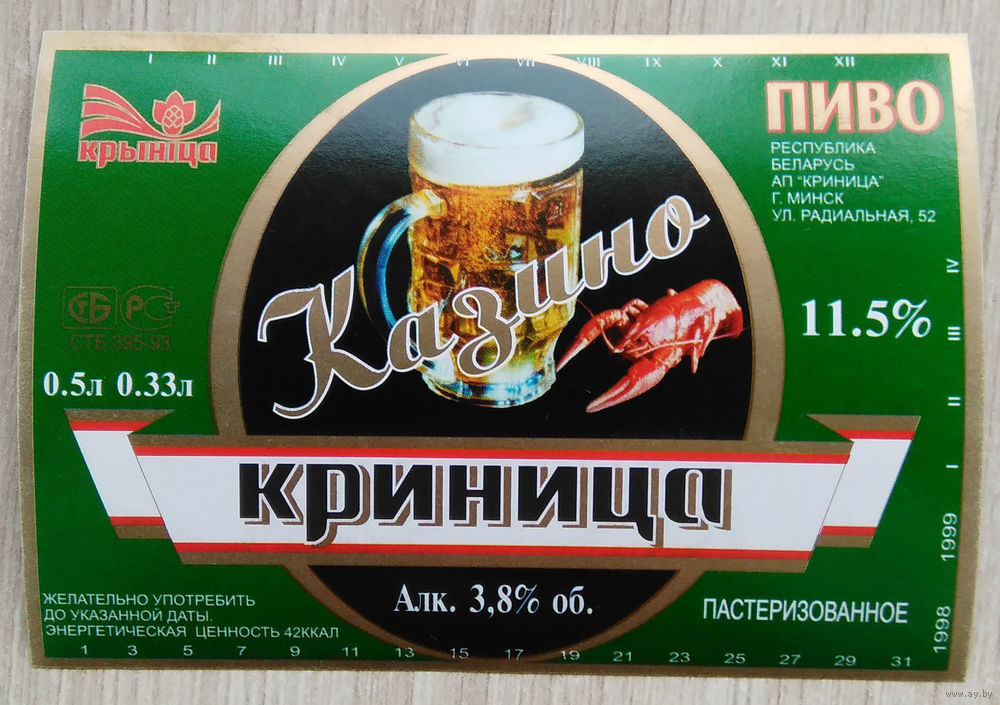 I II III IV V VI VII VIII IX X XI XII
крынiца
ПИВО
РЕСПУБЛИКА
БЕЛАРУСЬ
АП "КРИНИЦА"
Г. МИНСК
УЛ. РАДИАЛЬНАЯ, 52
Казино
СТБ 395-93
0.5л 0.33л
11.5%
криница
Алк. 3,8% об.
ЖЕЛАТЕЛЬНО УПОТРЕБИТЬ
ДО УКАЗАННОЙ ДАТЫ.
ЭНЕРГЕТИЧЕСКАЯ ЦЕННОСТЬ 42ККАЛ
ПАСТЕРИЗОВАННОЕ
1 3 5 7 9 11 13 15 17 19 21 23 25 27 29 31
1998 1999 I II III IV
www.ay.by